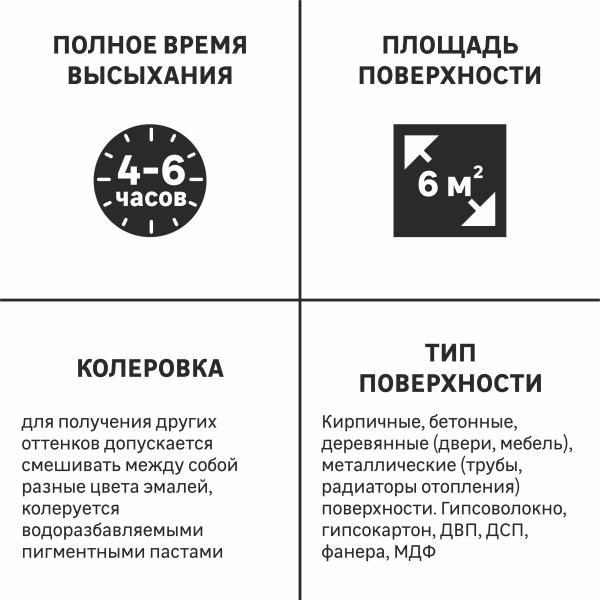 ПОЛНОЕ ВРЕМЯ
ВЫСЫХАНИЯ
4-6
часов
ПЛОЩАДЬ
ПОВЕРХНОСТИ
6 м²
КОЛЕРОВКА
для получения других
оттенков допускается
смешивать между собой
разные цвета эмалей,
колеруется
водоразбавляемыми
пигментными пастами
ТИП
ПОВЕРХНОСТИ
Кирпичные, бетонные,
деревянные (двери, мебель),
металлические (трубы,
радиаторы отопления)
поверхности. Гипсоволокно,
гипсокартон, ДВП, ДСП,
фанера, МДФ